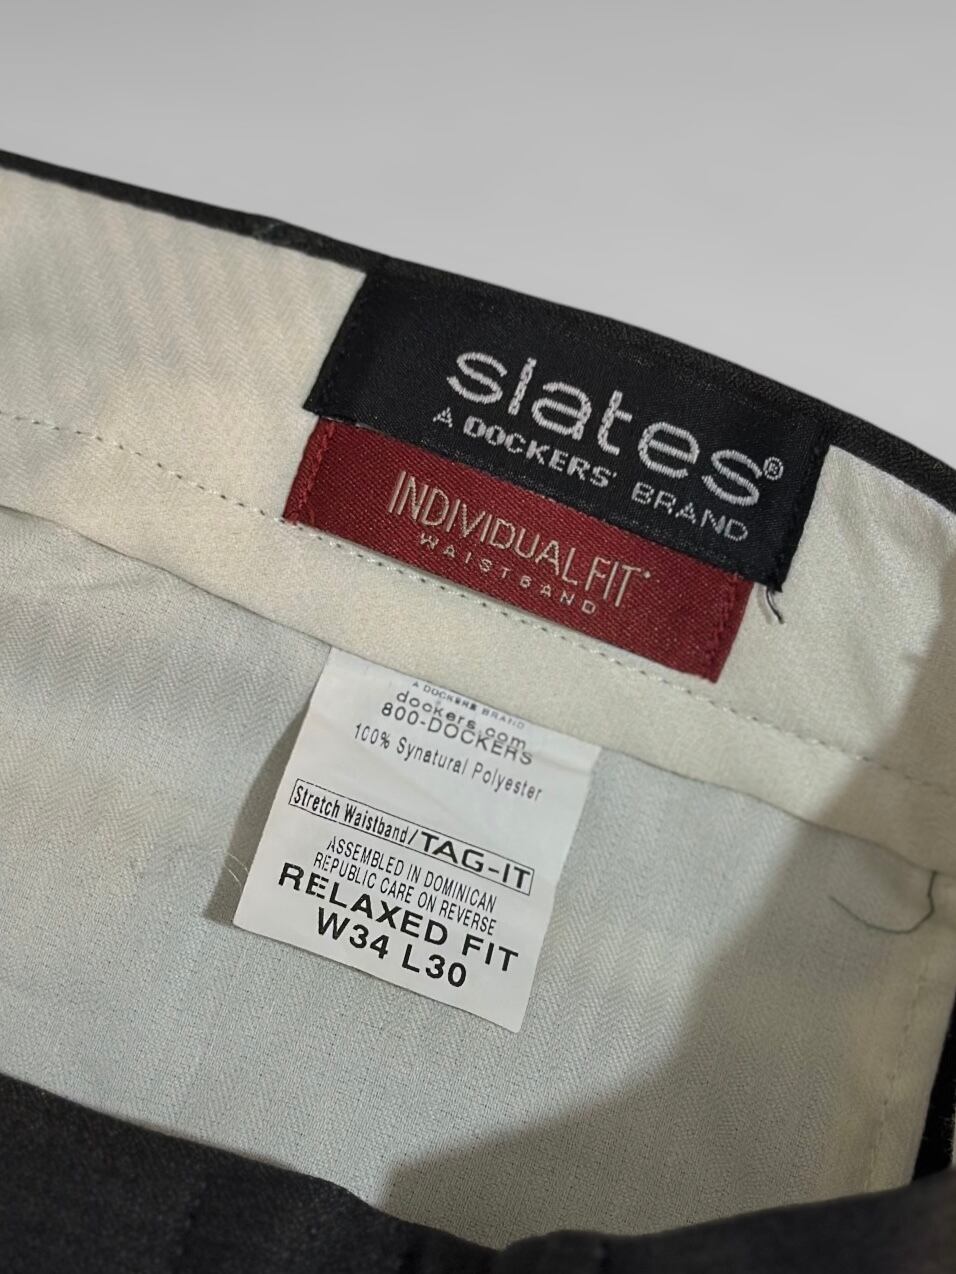 slates®
A DOCKERS' BRAND
INDIVIDUAL FIT
WAISTBAND
A DOCKERS BRAND
dockers.com
800-DOCKERS
100% Synatural Polyester
Stretch Waistband/TAG-IT
ASSEMBLED IN DOMINICAN
REPUBLIC CARE ON REVERSE
RELAXED FIT
W34 L30